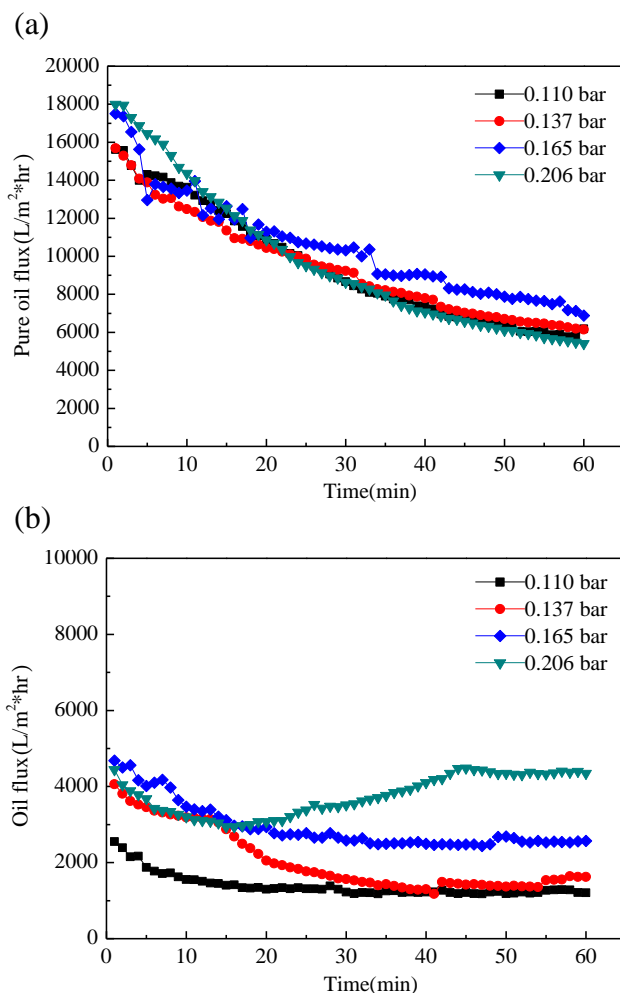 (a)
20000
18000
16000
14000
12000
10000
8000
6000
4000
2000
0
Pure oil flux(L/m²*hr)
0.110 bar
0.137 bar
0.165 bar
0.206 bar
0 10 20 30 40 50 60
Time(min)
(b)
10000
8000
6000
4000
2000
0
Oil flux(L/m²*hr)
0.110 bar
0.137 bar
0.165 bar
0.206 bar
0 10 20 30 40 50 60
Time(min)